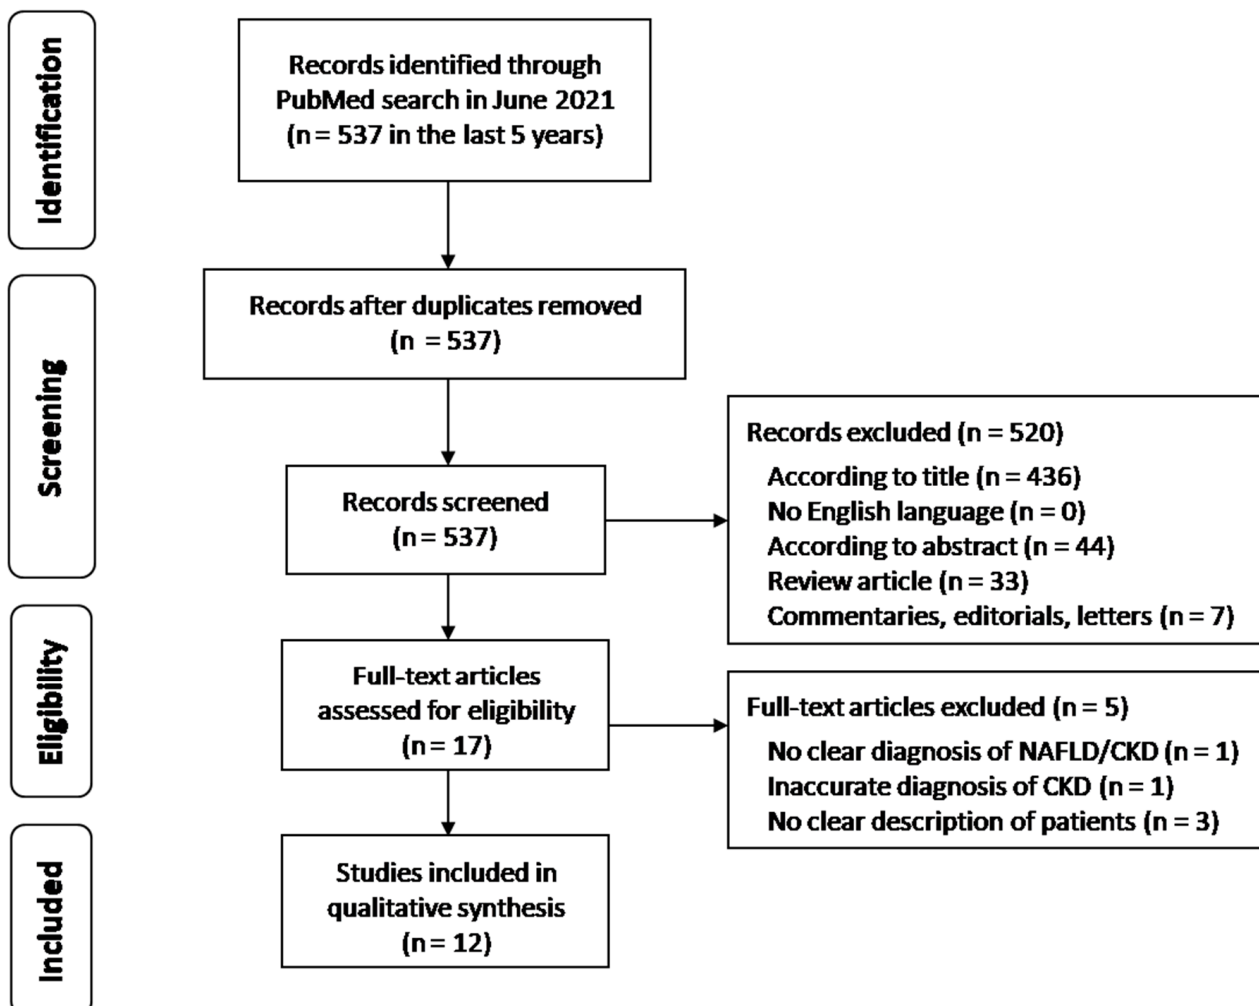 Identification
Records identified through
PubMed search in June 2021
(n = 537 in the last 5 years)
Screening
Records after duplicates removed
(n = 537)
Records screened
(n = 537)
Records excluded (n = 520)
According to title (n = 436)
No English language (n = 0)
According to abstract (n = 44)
Review article (n = 33)
Commentaries, editorials, letters (n = 7)
Eligibility
Full-text articles
assessed for eligibility
(n = 17)
Full-text articles excluded (n = 5)
No clear diagnosis of NAFLD/CKD (n = 1)
Inaccurate diagnosis of CKD (n = 1)
No clear description of patients (n = 3)
Included
Studies included in
qualitative synthesis
(n = 12)